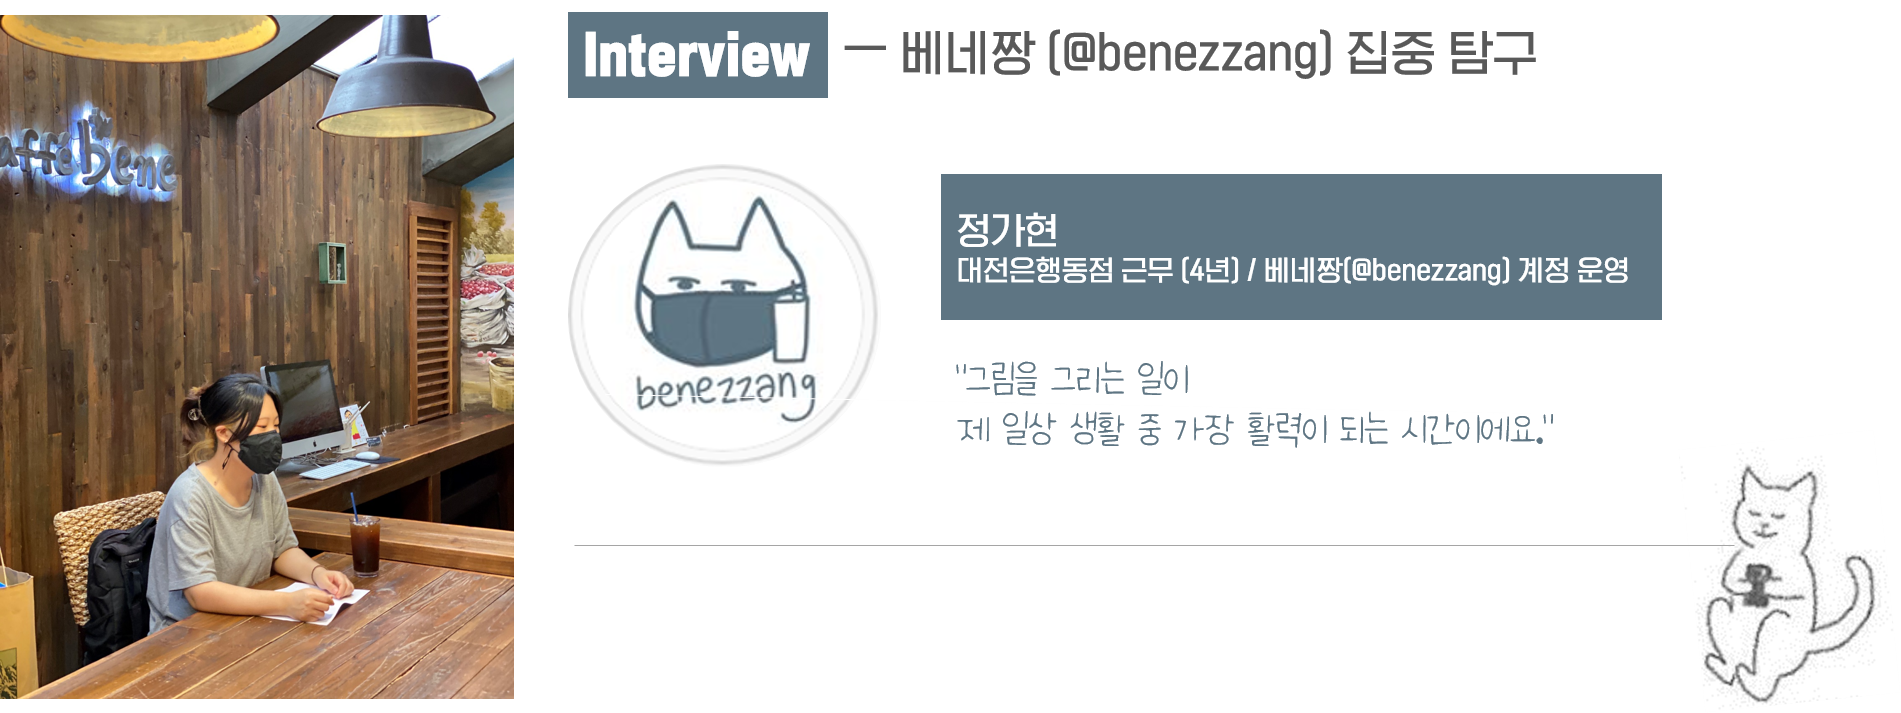 affé bene
Interview — 베네짱 (@benezzang) 집중 탐구
benezzang
정가현
대전은행동점 근무 (4년) / 베네짱(@benezzang) 계정 운영
"그림을 그리는 일이
제 일상 생활 중 가장 활력이 되는 시간이에요."